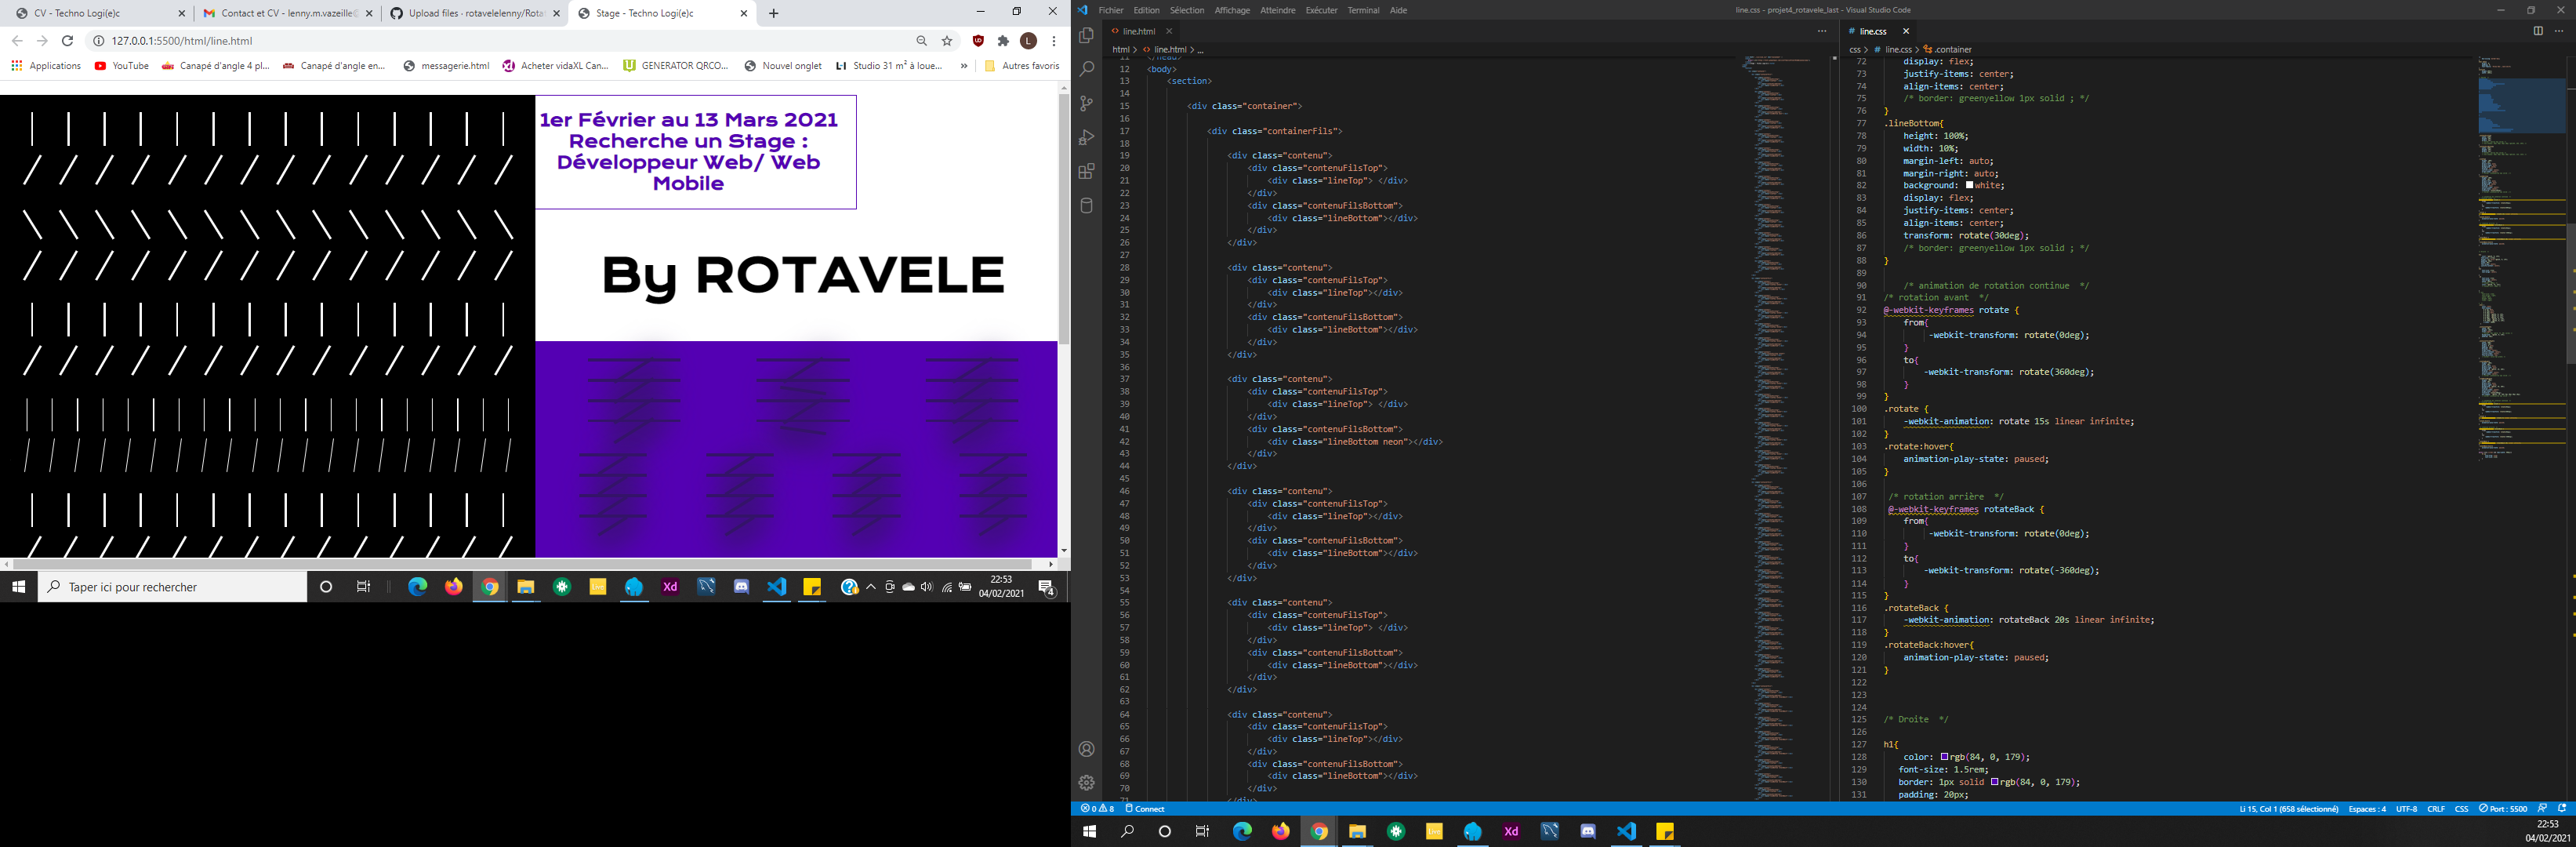 CV - Techno Logi(e)c
Contact et CV - lenny.m.vazeille@
Upload files · rotavelelenny/Rota
Stage - Techno Logi(e)c
127.0.0.1:5500/html/line.html
Applications
YouTube
Canapé d'angle 4 pl...
Canapé d'angle en...
messagerie.html
Acheter vidaXL Can...
GENERATOR QRCO...
Nouvel onglet
Studio 31 m² à loue...
»
Autres favoris
1er Février au 13 Mars 2021
Recherche un Stage :
Développeur Web/ Web
Mobile
By ROTAVELE
Taper ici pour rechercher
22:53
04/02/2021
Fichier Edition Sélection Affichage Atteindre Exécuter Terminal Aide
line.css - projet4_rotavele_last - Visual Studio Code
line.html
html > line.html > ...
11 </head>
12 <body>
13 <section>
14
15 <div class="container">
16
17 <div class="containerFils">
18
19 <div class="contenu">
20 <div class="contenuFilsTop">
21 <div class="lineTop"> </div>
22 </div>
23 <div class="contenuFilsBottom">
24 <div class="lineBottom"></div>
25 </div>
26 </div>
27
28 <div class="contenu">
29 <div class="contenuFilsTop">
30 <div class="lineTop"></div>
31 </div>
32 <div class="contenuFilsBottom">
33 <div class="lineBottom"></div>
34 </div>
35 </div>
36
37 <div class="contenu">
38 <div class="contenuFilsTop">
39 <div class="lineTop"> </div>
40 </div>
41 <div class="contenuFilsBottom">
42 <div class="lineBottom neon"></div>
43 </div>
44 </div>
45
46 <div class="contenu">
47 <div class="contenuFilsTop">
48 <div class="lineTop"></div>
49 </div>
50 <div class="contenuFilsBottom">
51 <div class="lineBottom"></div>
52 </div>
53 </div>
54
55 <div class="contenu">
56 <div class="contenuFilsTop">
57 <div class="lineTop"> </div>
58 </div>
59 <div class="contenuFilsBottom">
60 <div class="lineBottom"></div>
61 </div>
62 </div>
63
64 <div class="contenu">
65 <div class="contenuFilsTop">
66 <div class="lineTop"></div>
67 </div>
68 <div class="contenuFilsBottom">
69 <div class="lineBottom"></div>
70 </div>
71 </div>
line.css
css > line.css > .container
72 display: flex;
73 justify-items: center;
74 align-items: center;
75 /* border: greenyellow 1px solid ; */
76 }
77 .lineBottom{
78 height: 100%;
79 width: 10%;
80 margin-left: auto;
81 margin-right: auto;
82 background: white;
83 display: flex;
84 justify-items: center;
85 align-items: center;
86 transform: rotate(30deg);
87 /* border: greenyellow 1px solid ; */
88 }
89
90 /* animation de rotation continue */
91 /* rotation avant */
92 @-webkit-keyframes rotate {
93 from{
94 -webkit-transform: rotate(0deg);
95 }
96 to{
97 -webkit-transform: rotate(360deg);
98 }
99 }
100 .rotate {
101 -webkit-animation: rotate 15s linear infinite;
102 }
103 .rotate:hover{
104 animation-play-state: paused;
105 }
106
107 /* rotation arrière */
108 @-webkit-keyframes rotateBack {
109 from{
110 -webkit-transform: rotate(0deg);
111 }
112 to{
113 -webkit-transform: rotate(-360deg);
114 }
115 }
116 .rotateBack {
117 -webkit-animation: rotateBack 20s linear infinite;
118 }
119 .rotateBack:hover{
120 animation-play-state: paused;
121 }
122
123
124
125 /* Droite */
126
127 h1{
128 color: rgb(84, 0, 179);
129 font-size: 1.5rem;
130 border: 1px solid rgb(84, 0, 179);
131 padding: 20px;
0 8 Connect
Li 15, Col 1 (658 sélectionné) Espaces : 4 UTF-8 CRLF CSS Port : 5500
22:53
04/02/2021